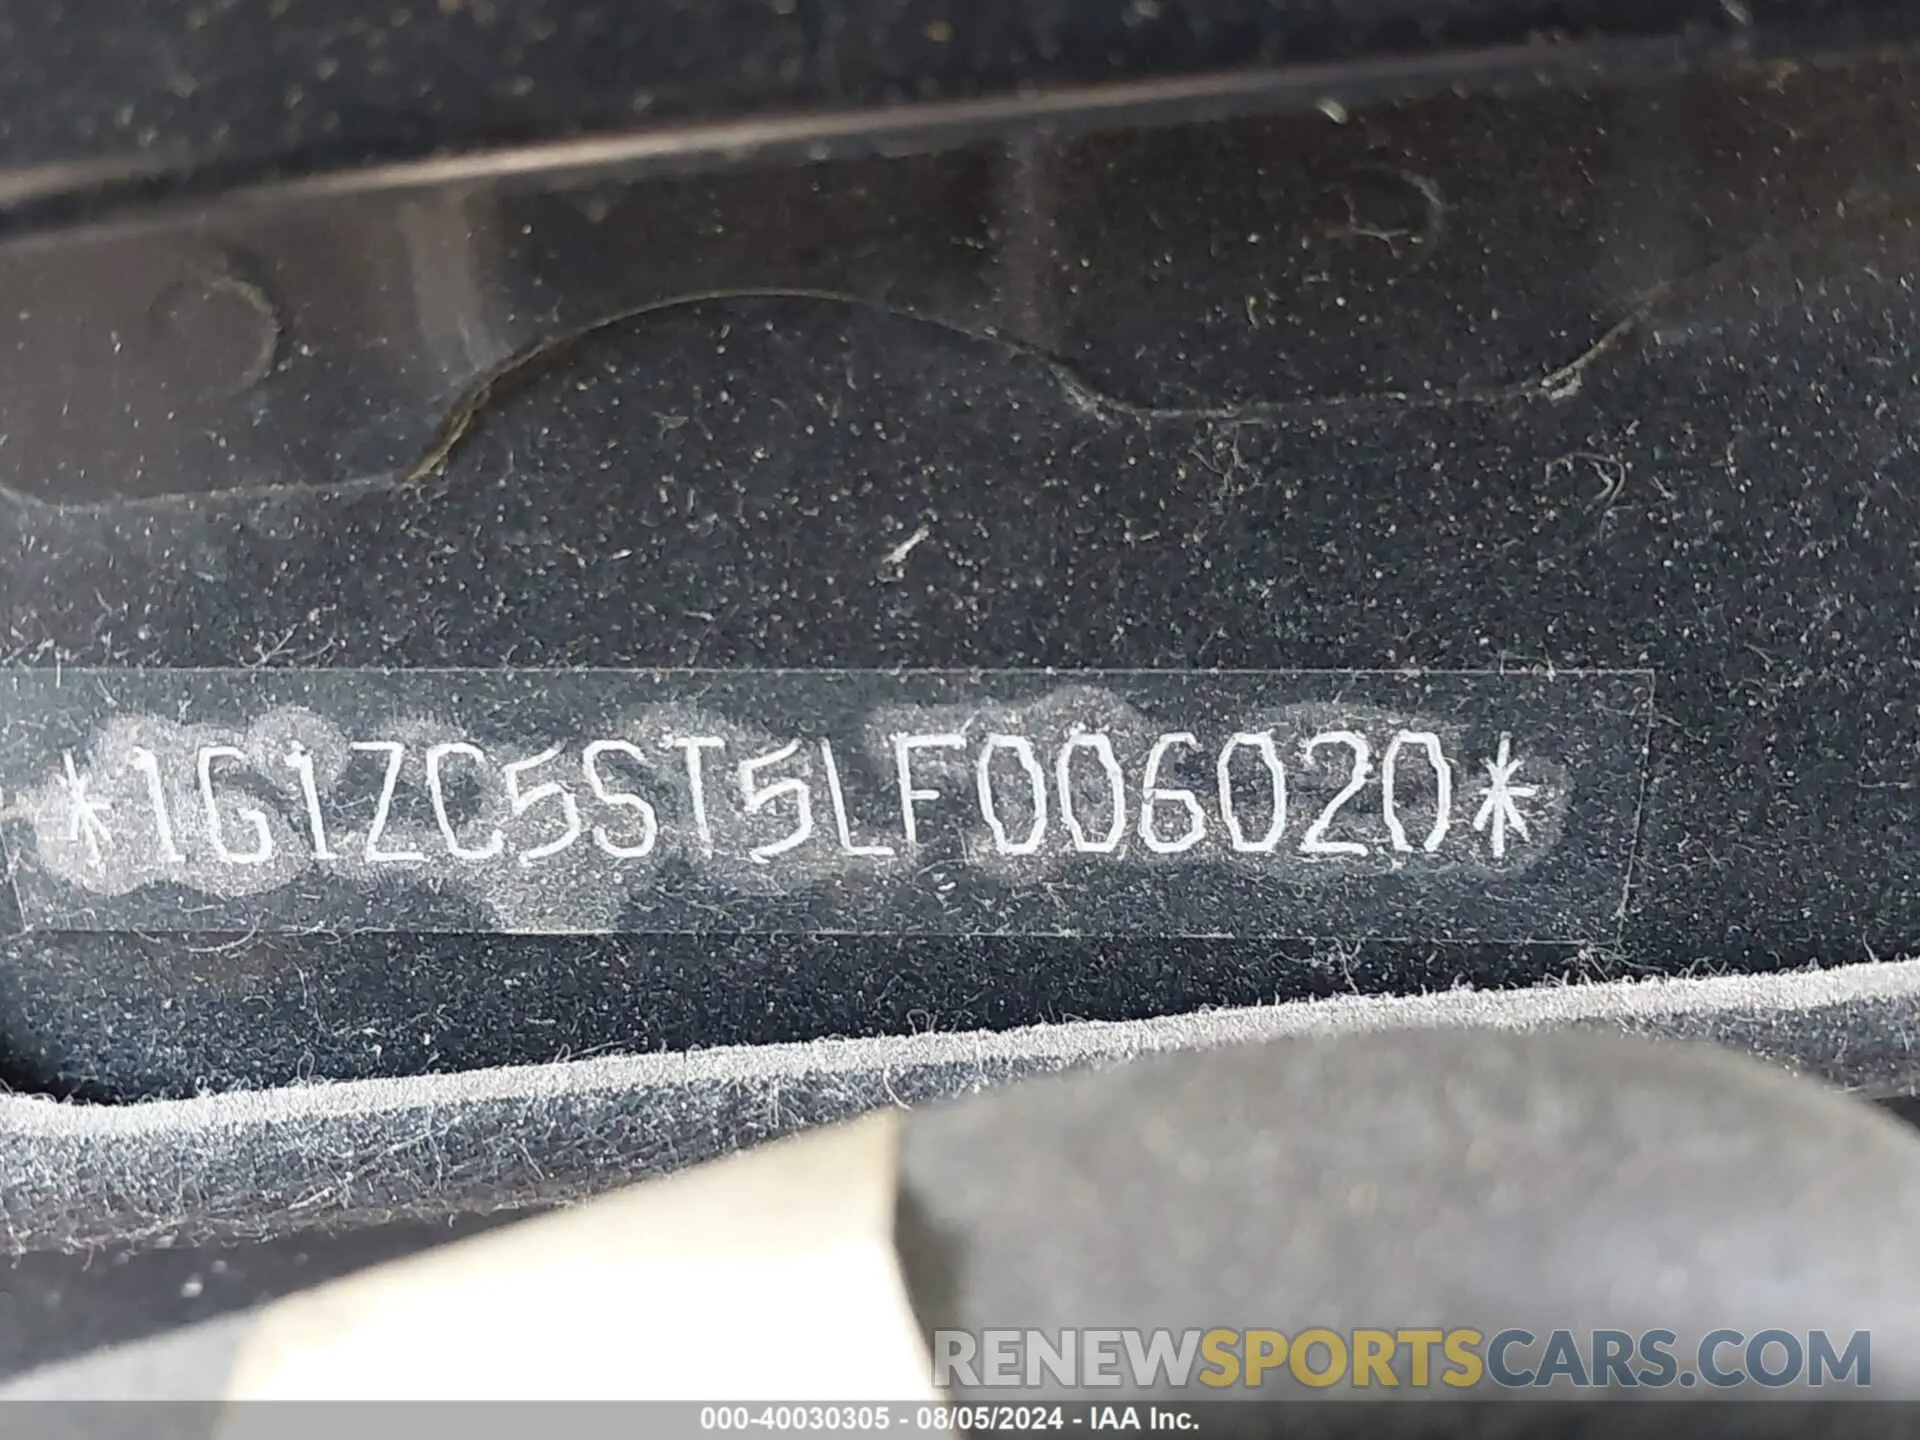 *1G1ZC5ST5LF006020*
RENEWSPORTSCARS.COM
000-40030305 - 08/05/2024 - IAA Inc.